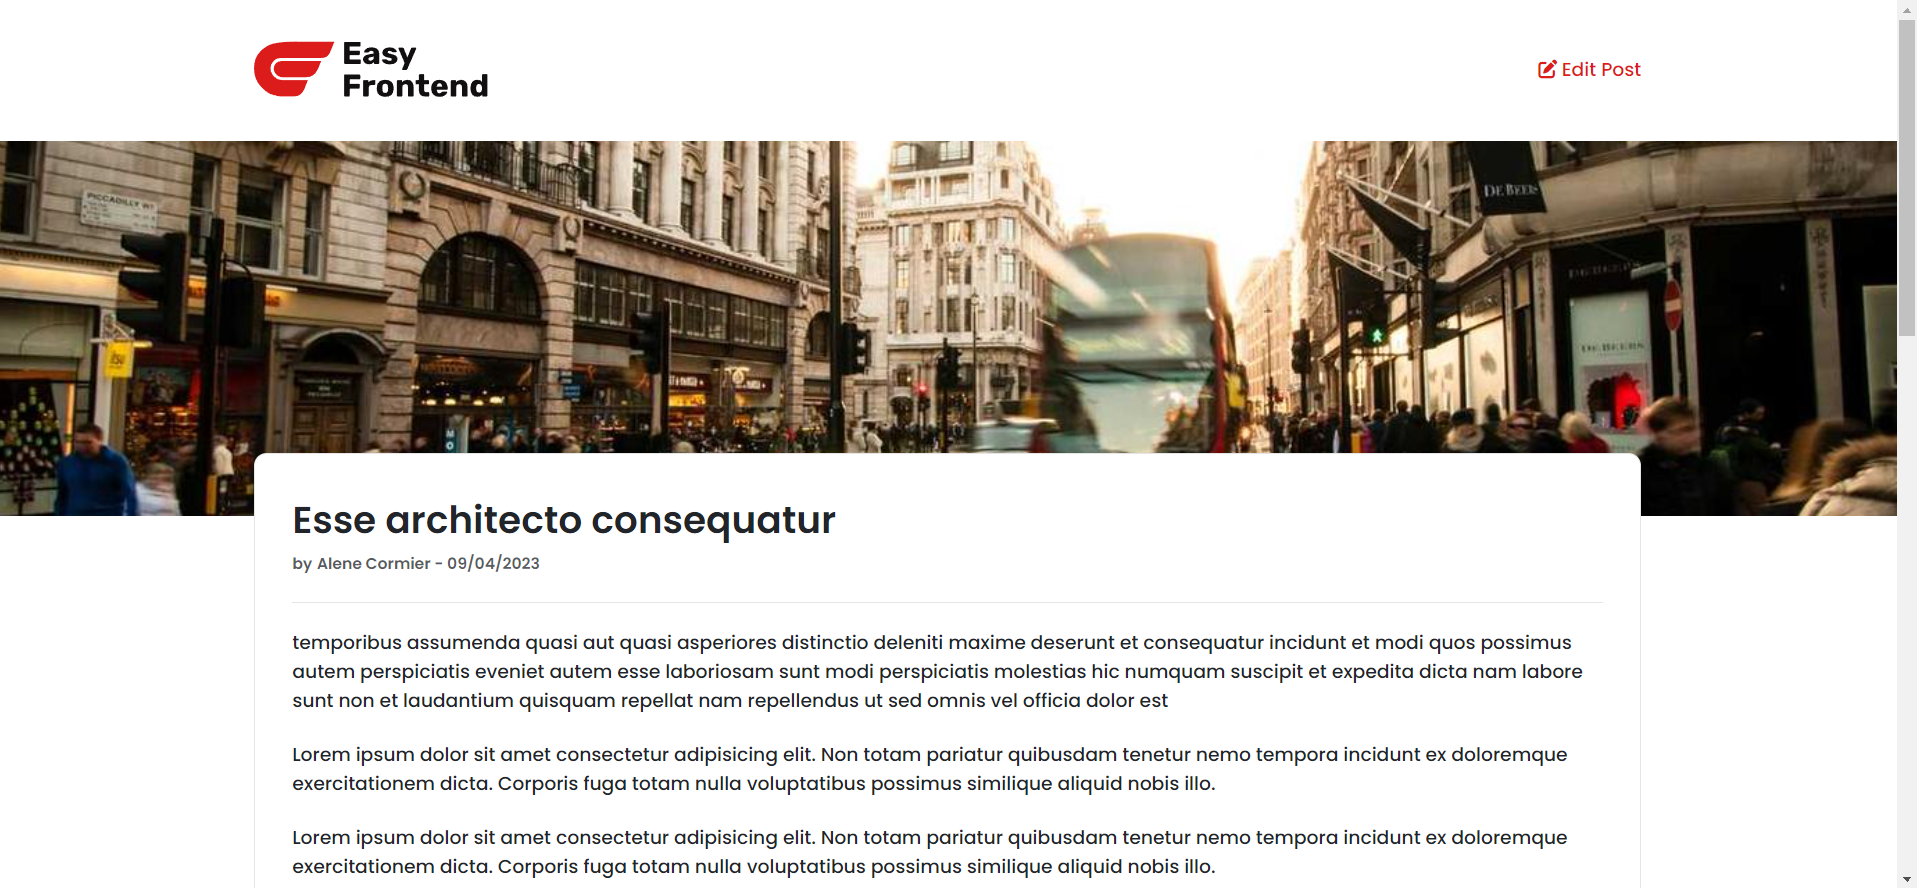 Easy
Frontend
Edit Post
PICCADILLY W1
DE BEERS
DE BEERS
DE BEERS
Esse architecto consequatur
by Alene Cormier - 09/04/2023
temporibus assumenda quasi aut quasi asperiores distinctio deleniti maxime deserunt et consequatur incidunt et modi quos possimus
autem perspiciatis eveniet autem esse laboriosam sunt modi perspiciatis molestias hic numquam suscipit et expedita dicta nam labore
sunt non et laudantium quisquam repellat nam repellendus ut sed omnis vel officia dolor est
Lorem ipsum dolor sit amet consectetur adipisicing elit. Non totam pariatur quibusdam tenetur nemo tempora incidunt ex doloremque
exercitationem dicta. Corporis fuga totam nulla voluptatibus possimus similique aliquid nobis illo.
Lorem ipsum dolor sit amet consectetur adipisicing elit. Non totam pariatur quibusdam tenetur nemo tempora incidunt ex doloremque
exercitationem dicta. Corporis fuga totam nulla voluptatibus possimus similique aliquid nobis illo.